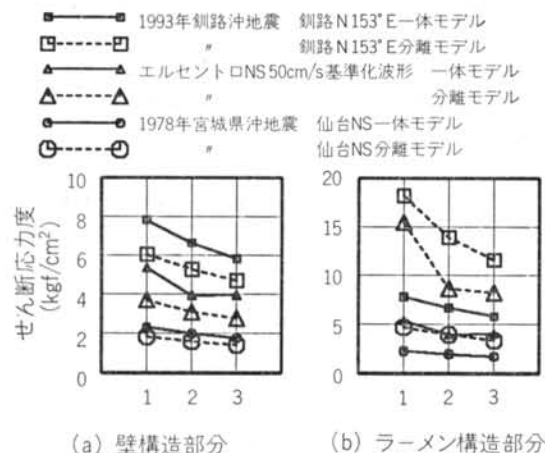 1993年釧路沖地震 釧路N153°E一体モデル
〃 釧路N153°E分離モデル
エルセントロNS50cm/s基準化波形 一体モデル
〃 分離モデル
1978年宮城県沖地震 仙台NS一体モデル
〃 仙台NS分離モデル
せん断応力度
(kgf/cm²)
10
8
6
4
2
0
1 2 3
(a) 壁構造部分
20
15
10
5
0
1 2 3
(b) ラーメン構造部分